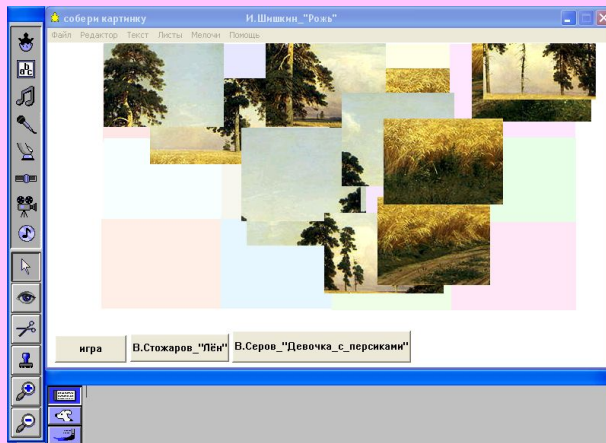 собери картинку И.Шишкин_"Рожь"
Файл Редактор Текст Листы Мелочи Помощь
игра В.Стожаров_"Лён" В.Серов_"Девочка_с_персиками"